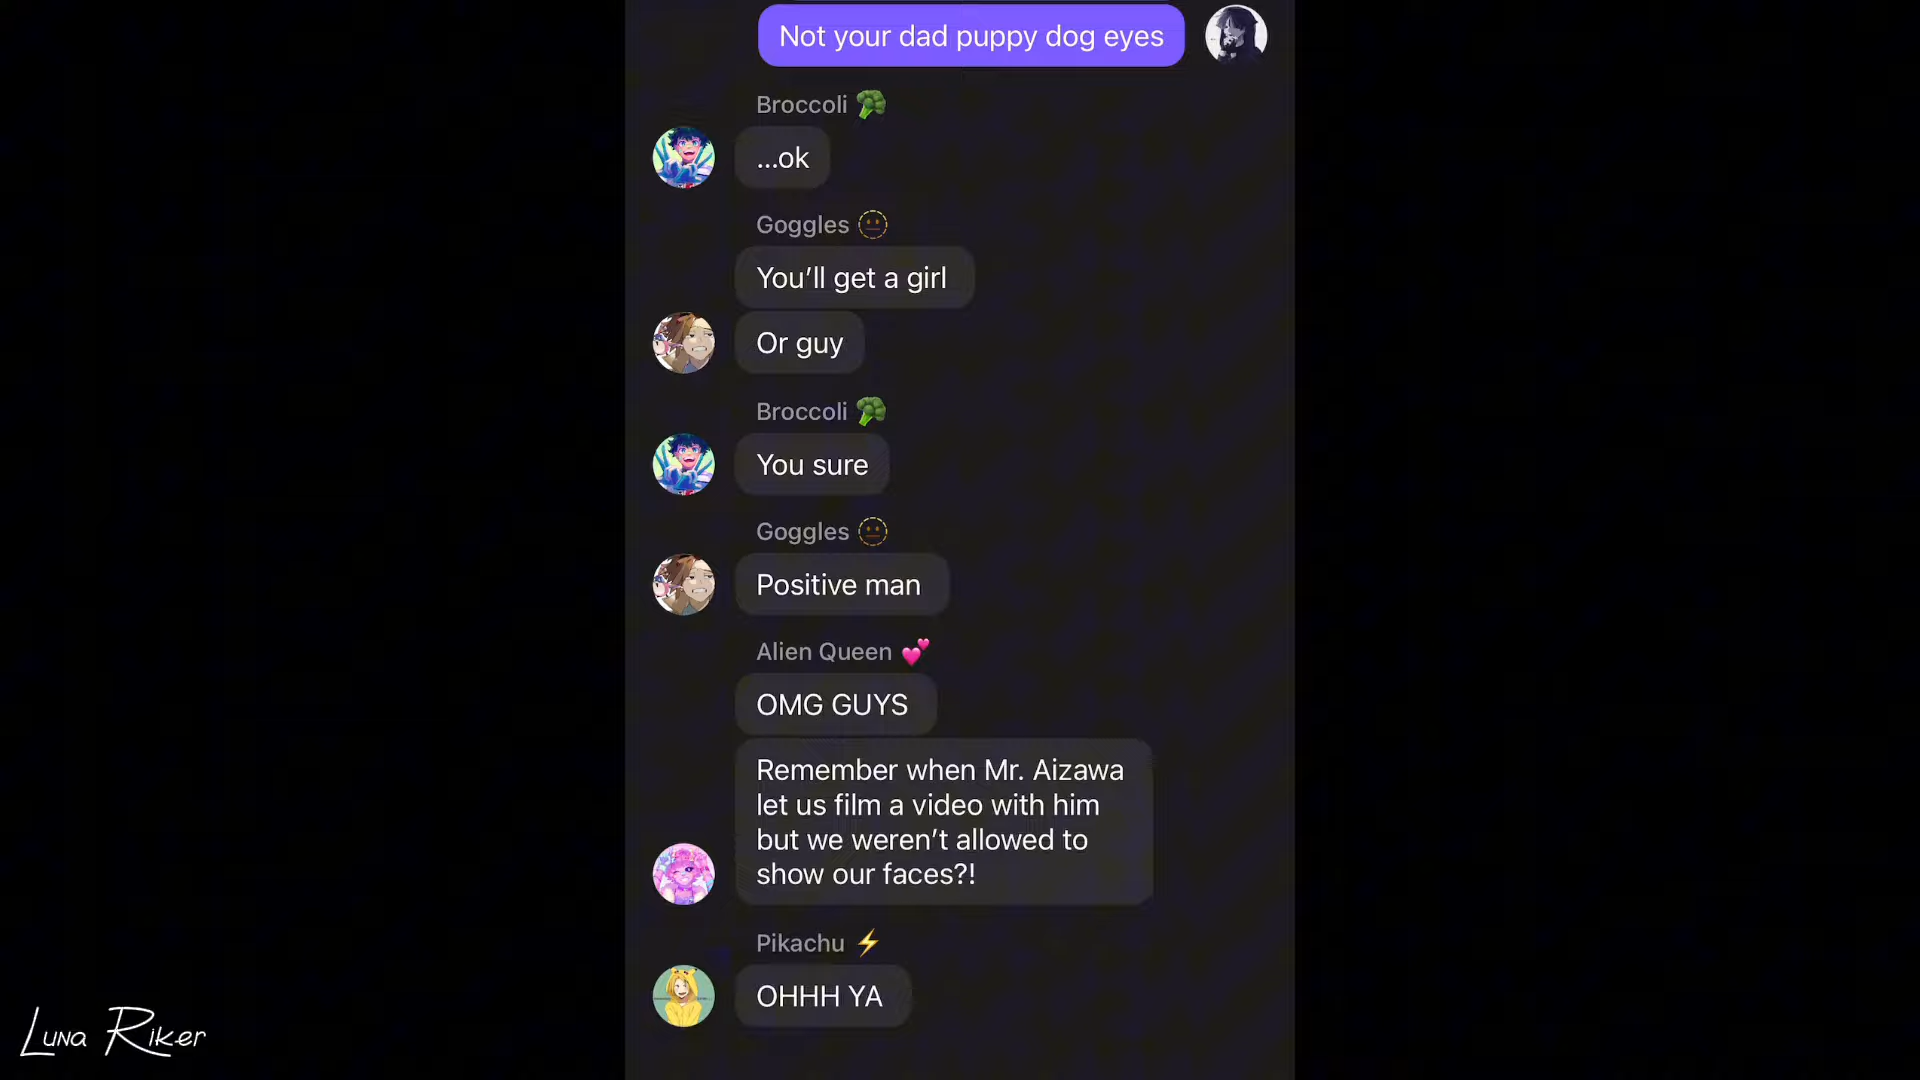 Not your dad puppy dog eyes
Broccoli 🥦
...ok
Goggles 🫥
You’ll get a girl
Or guy
Broccoli 🥦
You sure
Goggles 🫥
Positive man
Alien Queen 💕
OMG GUYS
Remember when Mr. Aizawa
let us film a video with him
but we weren’t allowed to
show our faces?!
Pikachu ⚡
OHHH YA
Luna Riker